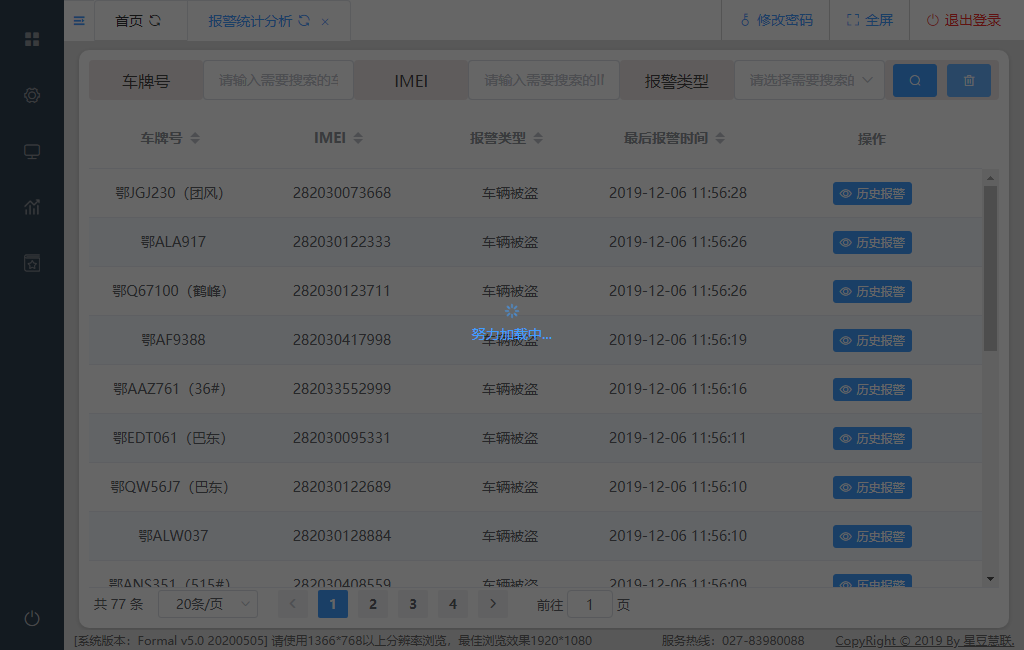 首页 报警统计分析 × 修改密码 全屏 退出登录
车牌号 请输入需要搜索的车 IMEI 请输入需要搜索的IM 报警类型 请选择需要搜索的
车牌号 IMEI 报警类型 最后报警时间 操作
鄂JGJ230（团风） 282030073668 车辆被盗 2019-12-06 11:56:28 历史报警
鄂ALA917 282030122333 车辆被盗 2019-12-06 11:56:26 历史报警
鄂Q67100（鹤峰） 282030123711 车辆被盗 2019-12-06 11:56:26 历史报警
努力加载中...
鄂AF9388 282030417998 车辆被盗 2019-12-06 11:56:19 历史报警
鄂AAZ761（36#） 282033552999 车辆被盗 2019-12-06 11:56:16 历史报警
鄂EDT061（巴东） 282030095331 车辆被盗 2019-12-06 11:56:11 历史报警
鄂QW56J7（巴东） 282030122689 车辆被盗 2019-12-06 11:56:10 历史报警
鄂ALW037 282030128884 车辆被盗 2019-12-06 11:56:10 历史报警
鄂ANS351（515#） 282030408559 车辆被盗 2019-12-06 11:56:09 历史报警
共 77 条 20条/页 1 2 3 4 前往 1 页
[系统版本：Formal v5.0 20200505] 请使用1366*768以上分辨率浏览，最佳浏览效果1920*1080 服务热线：027-83980088 CopyRight © 2019 By 星豆慧联.